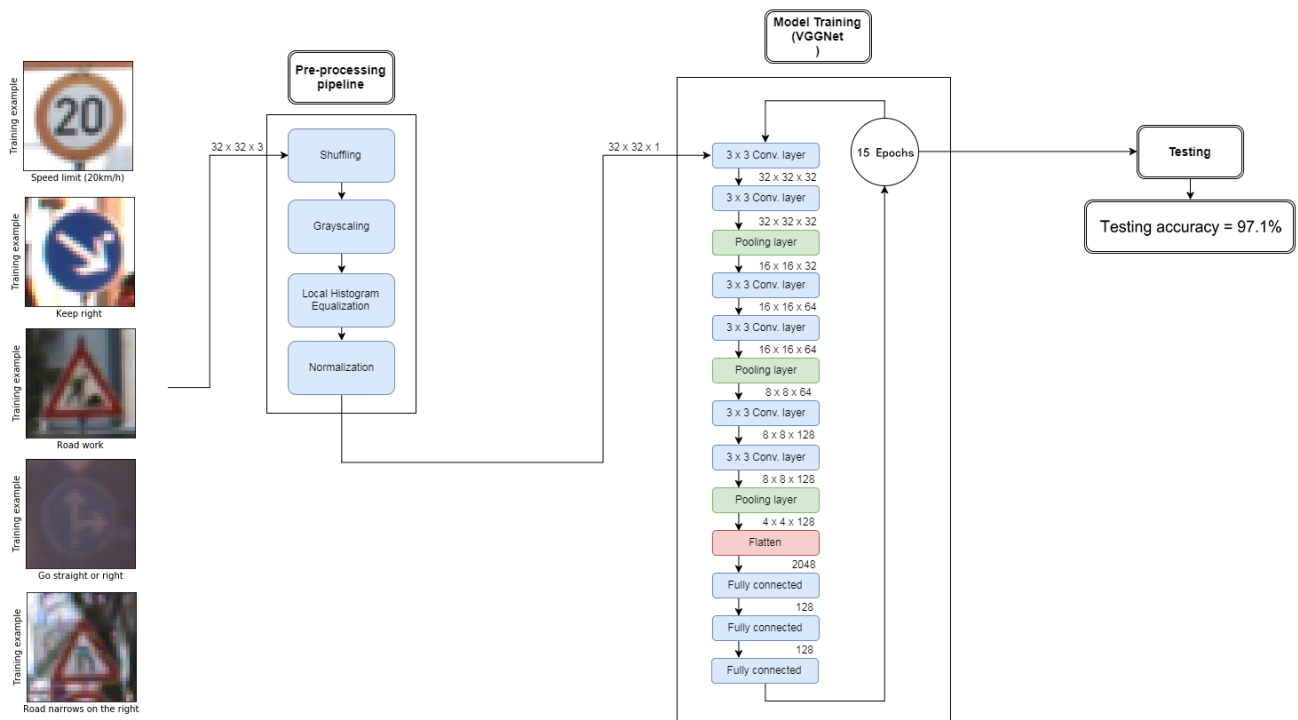 Training example
20
Speed limit (20km/h)
Training example
Keep right
Training example
Road work
Training example
Go straight or right
Training example
Road narrows on the right
32 x 32 x 3
Pre-processing
pipeline
Shuffling
Grayscaling
Local Histogram
Equalization
Normalization
32 x 32 x 1
Model Training
(VGGNet
)
3 x 3 Conv. layer
32 x 32 x 32
3 x 3 Conv. layer
32 x 32 x 32
Pooling layer
16 x 16 x 32
3 x 3 Conv. layer
16 x 16 x 64
3 x 3 Conv. layer
16 x 16 x 64
Pooling layer
8 x 8 x 64
3 x 3 Conv. layer
8 x 8 x 128
3 x 3 Conv. layer
8 x 8 x 128
Pooling layer
4 x 4 x 128
Flatten
2048
Fully connected
128
Fully connected
128
Fully connected
15 Epochs
Testing
Testing accuracy = 97.1%